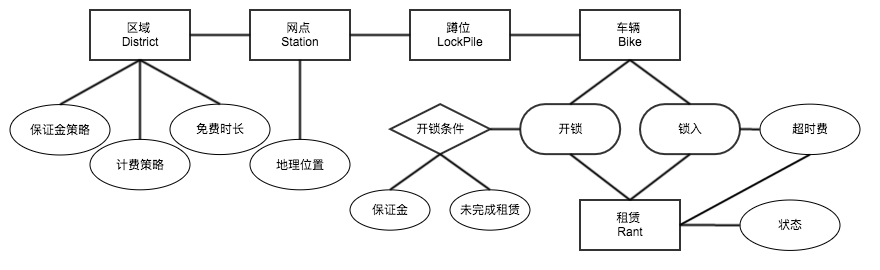 区域
District
网点
Station
蹲位
LockPile
车辆
Bike
保证金策略
计费策略
免费时长
地理位置
开锁条件
开锁
锁入
超时费
保证金
未完成租赁
租赁
Rant
状态